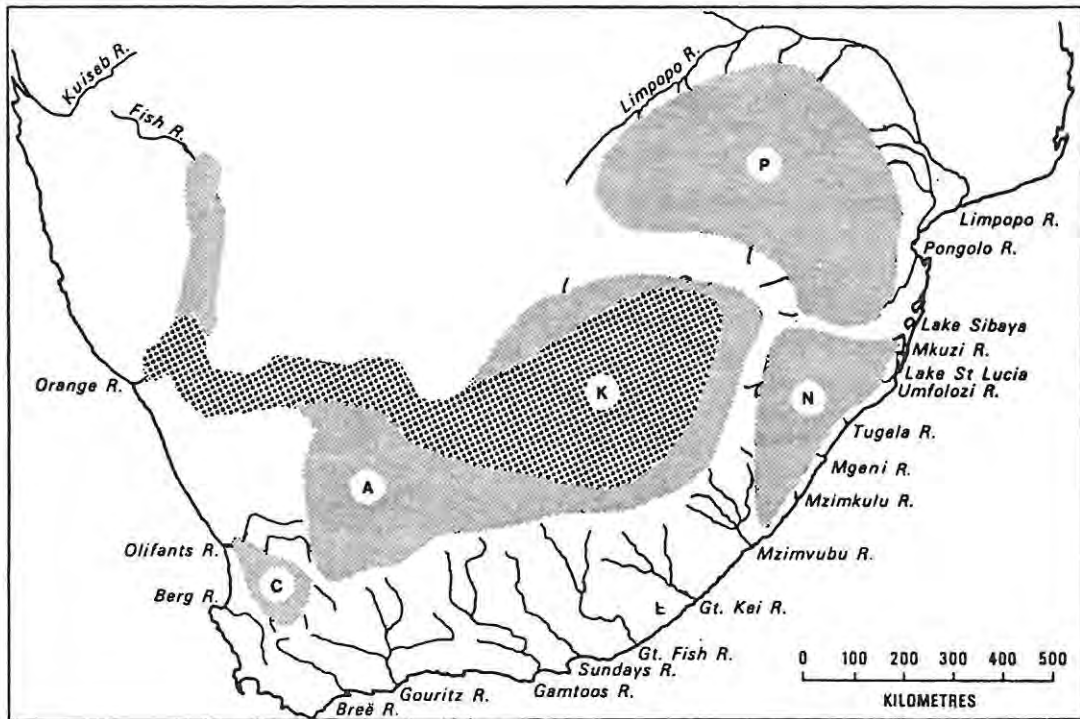 Kuiseb R.
Fish R.
Limpopo R.
P
Limpopo R.
Pongolo R.
Lake Sibaya
Mkuzi R.
Lake St Lucia
Umfolozi R.
Orange R.
K
N
Tugela R.
A
Mgeni R.
Mzimkulu R.
Olifants R.
Mzimvubu R.
C
Berg R.
E
Gt. Kei R.
Gt. Fish R.
Sundays R.
Gamtoos R.
Gouritz R.
Breë R.
0 100 200 300 400 500
KILOMETRES